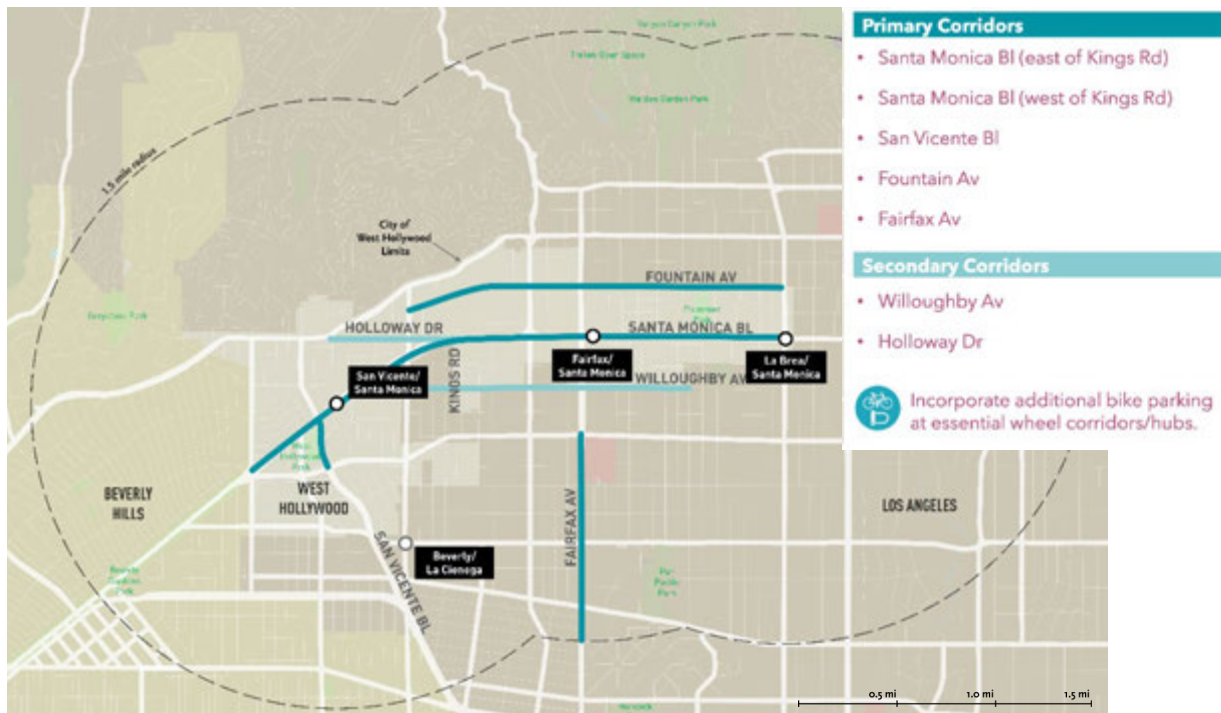 Primary Corridors
• Santa Monica Bl (east of Kings Rd)
• Santa Monica Bl (west of Kings Rd)
• San Vicente Bl
• Fountain Av
• Fairfax Av
Secondary Corridors
• Willoughby Av
• Holloway Dr
Incorporate additional bike parking
at essential wheel corridors/hubs.
1.5 mile radius
City of
West Hollywood
Limits
FOUNTAIN AV
HOLLOWAY DR
SANTA MONICA BL
Fairfax/
Santa Monica
La Brea/
Santa Monica
San Vicente/
Santa Monica
KINGS RD
WILLOUGHBY AV
BEVERLY
HILLS
WEST
HOLLYWOOD
LOS ANGELES
FAIRFAX AV
SAN VICENTE BL
Beverly/
La Cienega
Park
Park
0.5 mi
1.0 mi
1.5 mi